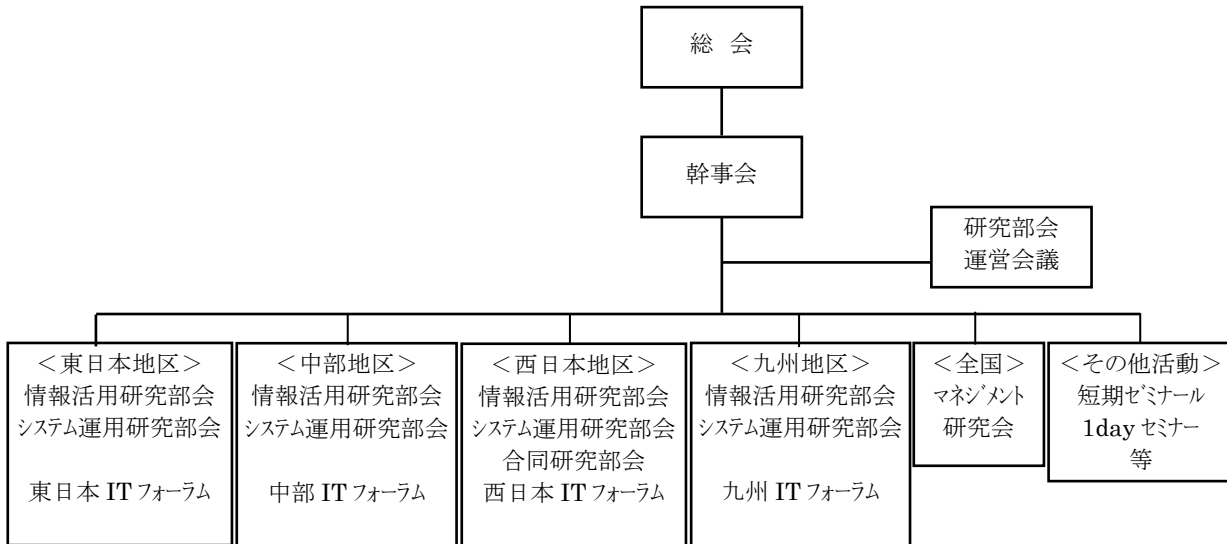 総 会
幹事会
研究部会
運営会議
＜東日本地区＞
情報活用研究部会
システム運用研究部会
東日本 IT フォーラム
＜中部地区＞
情報活用研究部会
システム運用研究部会
中部 IT フォーラム
＜西日本地区＞
情報活用研究部会
システム運用研究部会
合同研究部会
西日本 IT フォーラム
＜九州地区＞
情報活用研究部会
システム運用研究部会
九州 IT フォーラム
＜全国＞
マネジメント
研究会
＜その他活動＞
短期ゼミナール
1day セミナー
等